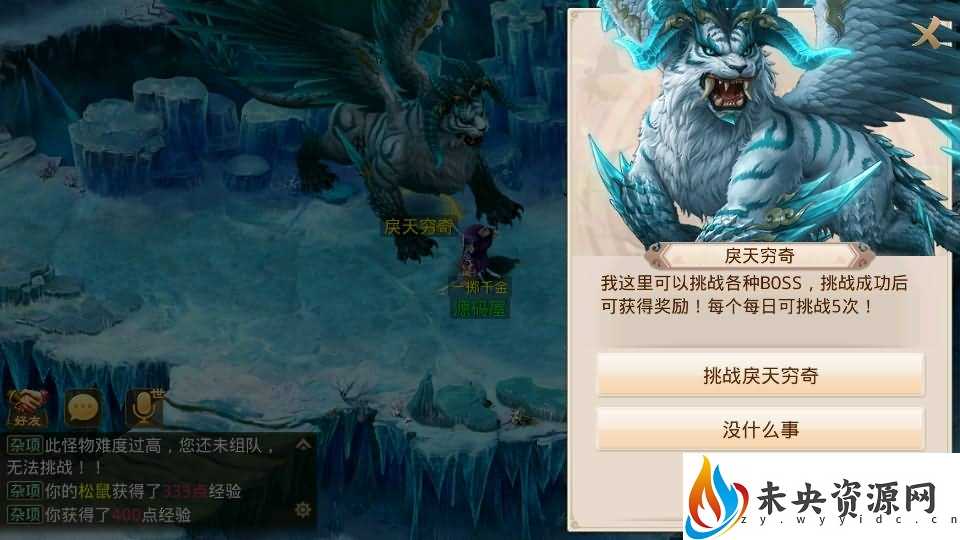 戾天穷奇
一掷千金
源码屋
世
好友
杂项 此怪物难度过高，您还未组队，
无法挑战！！
杂项 你的松鼠获得了333点经验
杂项 你获得了400点经验
戾天穷奇
我这里可以挑战各种BOSS，挑战成功后
可获得奖励！每个每日可挑战5次！
挑战戾天穷奇
没什么事
未央资源网
zy.wyyidc.cn